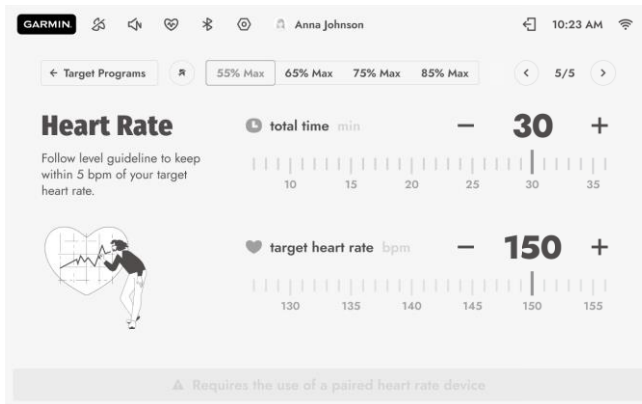 GARMIN.
N
Anna Johnson
10:23 AM
← Target Programs
55% Max 65% Max 75% Max 85% Max
5/5
Heart Rate
Follow level guideline to keep
within 5 bpm of your target
heart rate.
total time min
− 30 +
10 15 20 25 30 35
target heart rate bpm
− 150 +
130 135 140 145 150 155
Requires the use of a paired heart rate device